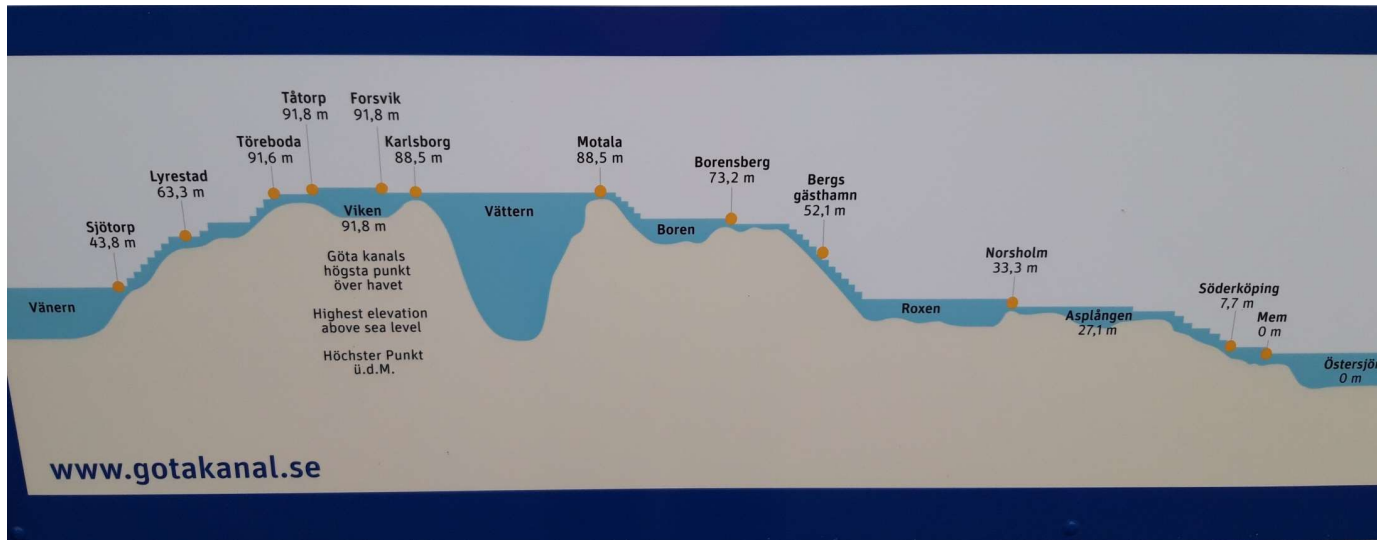 Tåtorp
91,8 m
Forsvik
91,8 m
Töreboda
91,6 m
Karlsborg
88,5 m
Motala
88,5 m
Lyrestad
63,3 m
Borensberg
73,2 m
Bergs
gästhamn
52,1 m
Sjötorp
43,8 m
Viken
91,8 m
Vättern
Boren
Göta kanals
högsta punkt
över havet
Norsholm
33,3 m
Highest elevation
above sea level
Höchster Punkt
ü.d.M.
Vänern
Roxen
Asplången
27,1 m
Söderköping
7,7 m
Mem
0 m
Östersjön
0 m
www.gotakanal.se